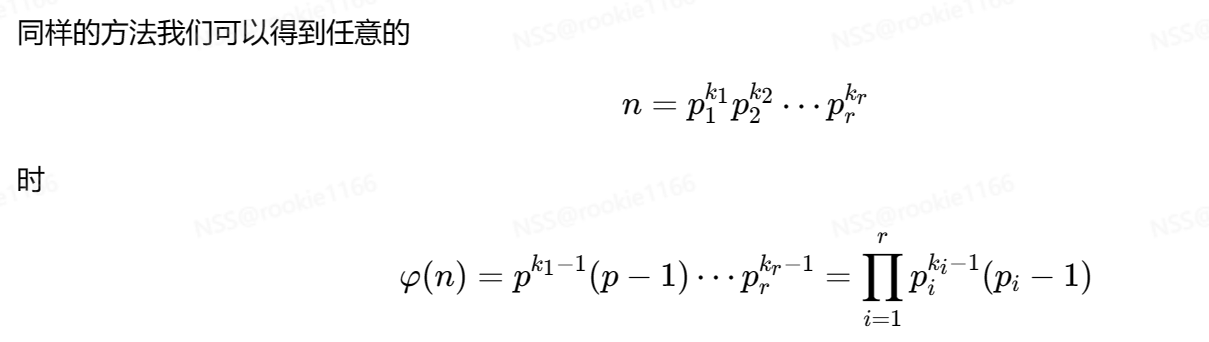 同样的方法我们可以得到任意的
n = p_1^{k_1} p_2^{k_2} \cdots p_r^{k_r}
时
\varphi(n) = p^{k_1-1}(p-1) \cdots p_r^{k_r-1} = \prod_{i=1}^{r} p_i^{k_i-1}(p_i-1)
NSS@rookie1166